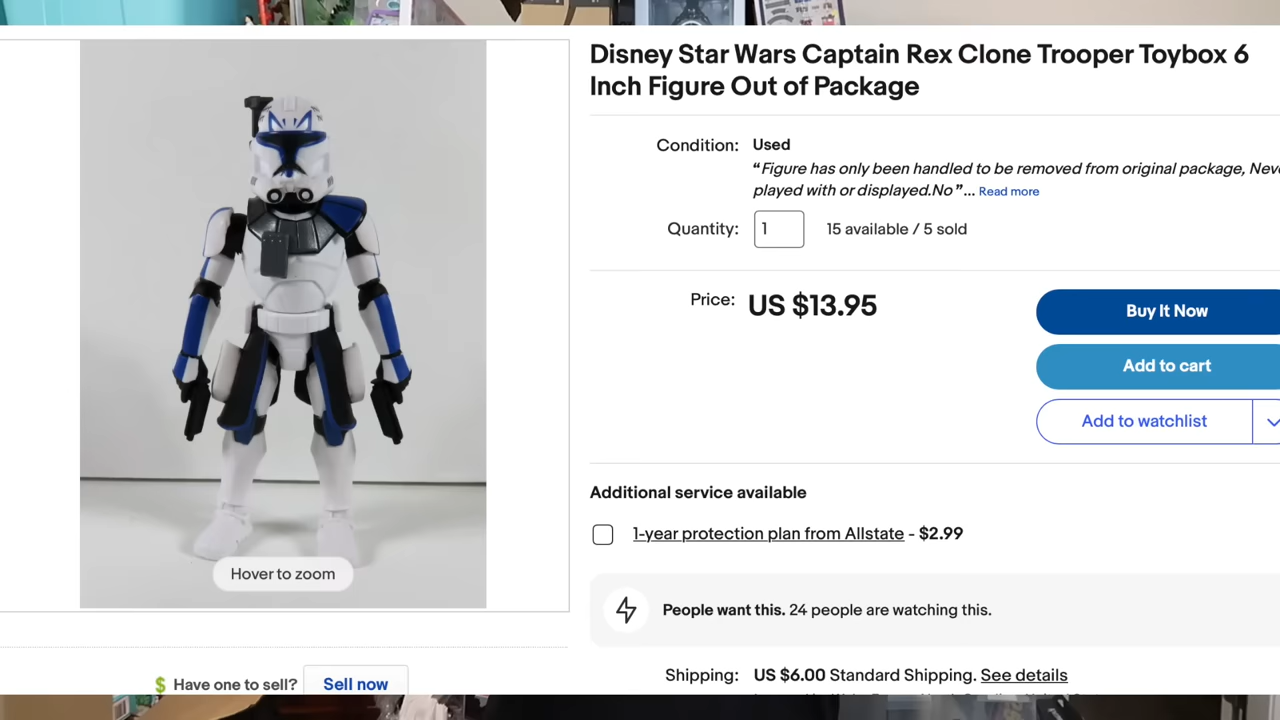 Disney Star Wars Captain Rex Clone Trooper Toybox 6
Inch Figure Out of Package
Condition: Used
“Figure has only been handled to be removed from original package, Neve
played with or displayed.No” ... Read more
Quantity: 1 15 available / 5 sold
Price: US $13.95
Buy It Now
Add to cart
Add to watchlist
Additional service available
1-year protection plan from Allstate - $2.99
Hover to zoom
People want this. 24 people are watching this.
Shipping: US $6.00 Standard Shipping. See details
Have one to sell? Sell now